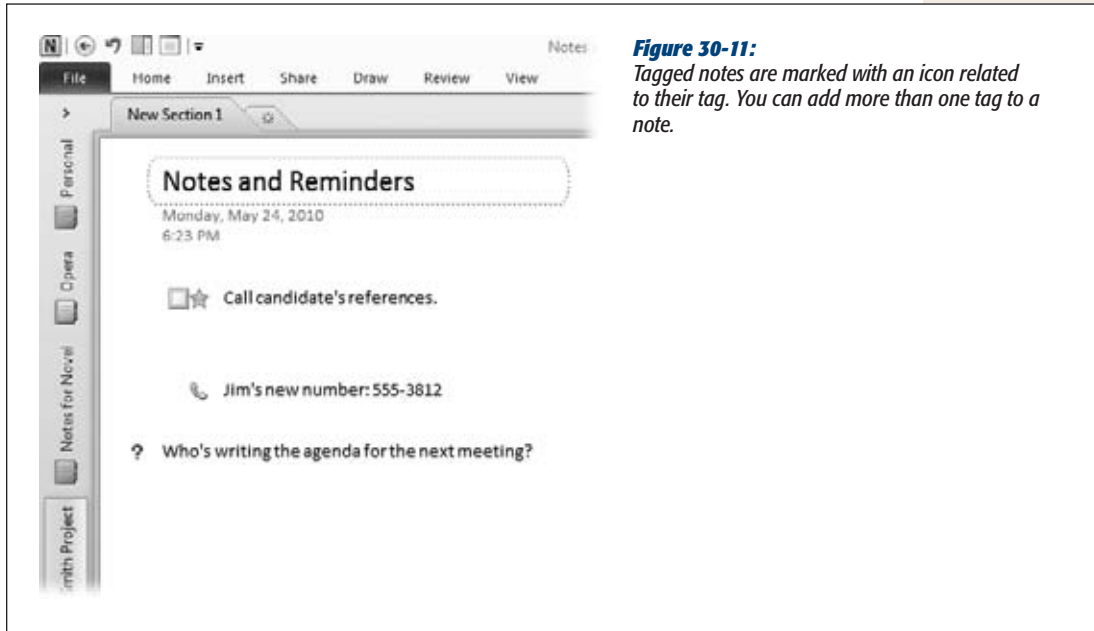 N
Notes
File Home Insert Share Draw Review View
New Section 1
Personal
Opera
Notes for Novel
Smith Project
Notes and Reminders
Monday, May 24, 2010
6:23 PM
Call candidate's references.
Jim's new number: 555-3812
? Who's writing the agenda for the next meeting?
Figure 30-11:
Tagged notes are marked with an icon related
to their tag. You can add more than one tag to a
note.